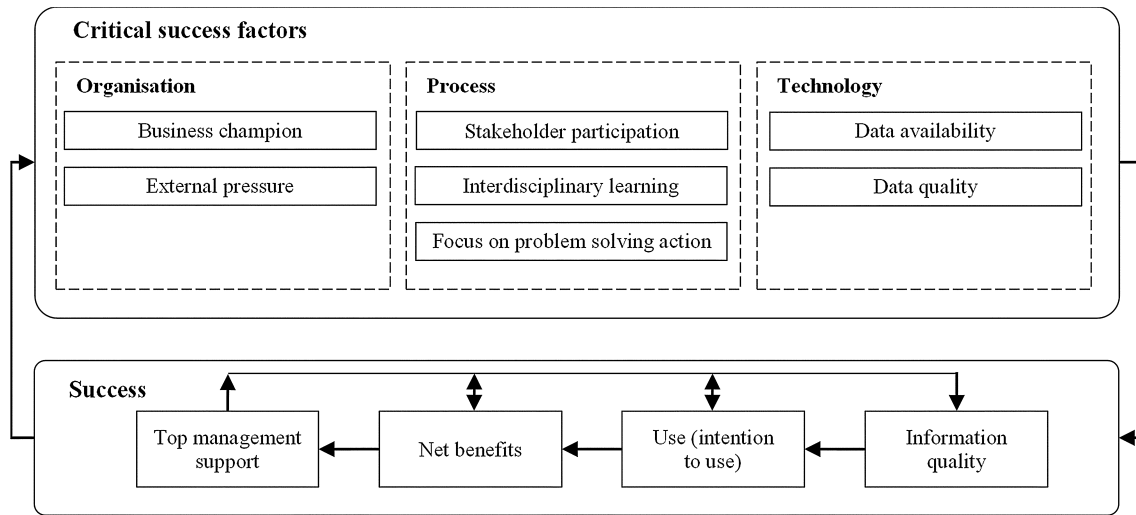 Critical success factors
Organisation
Business champion
External pressure
Process
Stakeholder participation
Interdisciplinary learning
Focus on problem solving action
Technology
Data availability
Data quality
Success
Top management
support
Net benefits
Use (intention
to use)
Information
quality